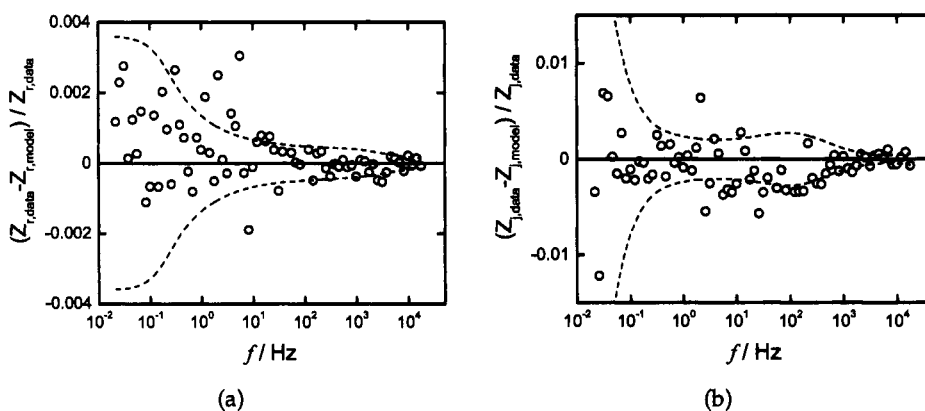 (Z_r,data-Z_r,model) / Z_r,data
0.004
0.002
0
-0.002
-0.004
10^-2 10^-1 10^0 10^1 10^2 10^3 10^4
f / Hz
(a)
(Z_j,data-Z_j,model) / Z_j,data
0.01
0
-0.01
10^-2 10^-1 10^0 10^1 10^2 10^3 10^4
f / Hz
(b)